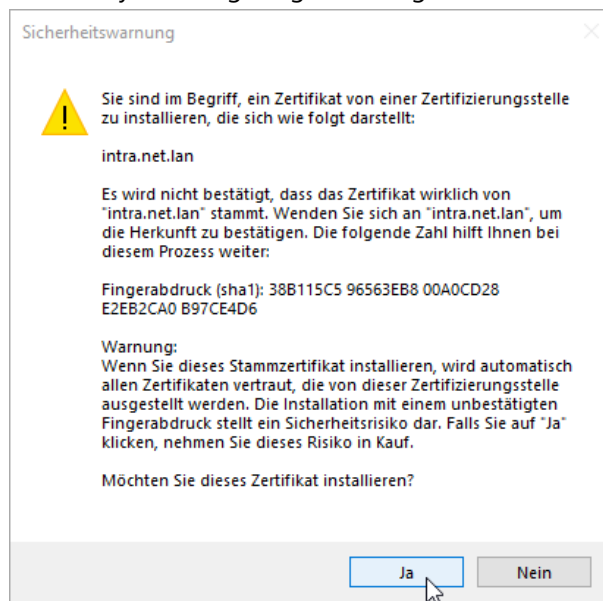 Sicherheitswarnung
Sie sind im Begriff, ein Zertifikat von einer Zertifizierungsstelle
zu installieren, die sich wie folgt darstellt:
intra.net.lan
Es wird nicht bestätigt, dass das Zertifikat wirklich von
"intra.net.lan" stammt. Wenden Sie sich an "intra.net.lan", um
die Herkunft zu bestätigen. Die folgende Zahl hilft Ihnen bei
diesem Prozess weiter:
Fingerabdruck (sha1): 38B115C5 96563EB8 00A0CD28
E2EB2CA0 B97CE4D6
Warnung:
Wenn Sie dieses Stammzertifikat installieren, wird automatisch
allen Zertifikaten vertraut, die von dieser Zertifizierungsstelle
ausgestellt werden. Die Installation mit einem unbestätigten
Fingerabdruck stellt ein Sicherheitsrisiko dar. Falls Sie auf "Ja"
klicken, nehmen Sie dieses Risiko in Kauf.
Möchten Sie dieses Zertifikat installieren?
Ja
Nein